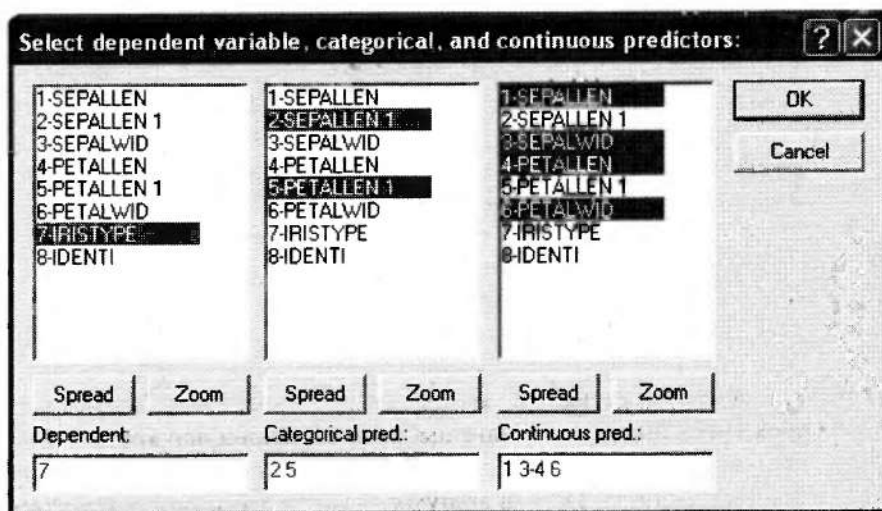 Select dependent variable, categorical, and continuous predictors:
1-SEPALLEN
2-SEPALLEN 1
3-SEPALWID
4-PETALLEN
5-PETALLEN 1
6-PETALWID
7-IRISTYPE
8-IDENTI
1-SEPALLEN
2-SEPALLEN 1
3-SEPALWID
4-PETALLEN
5-PETALLEN 1
6-PETALWID
7-IRISTYPE
8-IDENTI
1-SEPALLEN
2-SEPALLEN 1
3-SEPALWID
4-PETALLEN
5-PETALLEN 1
6-PETALWID
7-IRISTYPE
8-IDENTI
OK
Cancel
Spread
Zoom
Spread
Zoom
Spread
Zoom
Dependent:
Categorical pred.:
Continuous pred.:
7
2 5
1 3-4 6